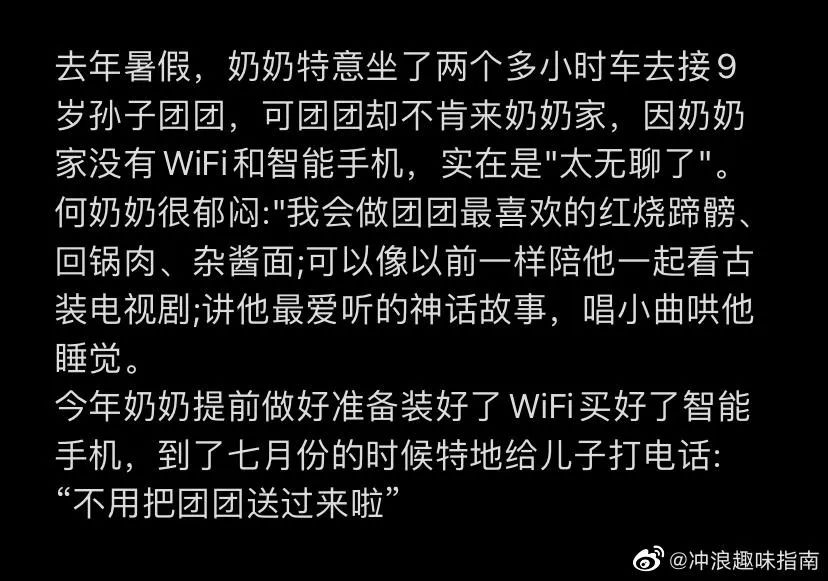 去年暑假，奶奶特意坐了两个多小时车去接9
岁孙子团团，可团团却不肯来奶奶家，因奶奶
家没有WiFi和智能手机，实在是"太无聊了"。
何奶奶很郁闷:"我会做团团最喜欢的红烧蹄髈、
回锅肉、杂酱面;可以像以前一样陪他一起看古
装电视剧;讲他最爱听的神话故事，唱小曲哄他
睡觉。
今年奶奶提前做好准备装好了WiFi买好了智能
手机，到了七月份的时候特地给儿子打电话:
“不用把团团送过来啦”
@冲浪趣味指南